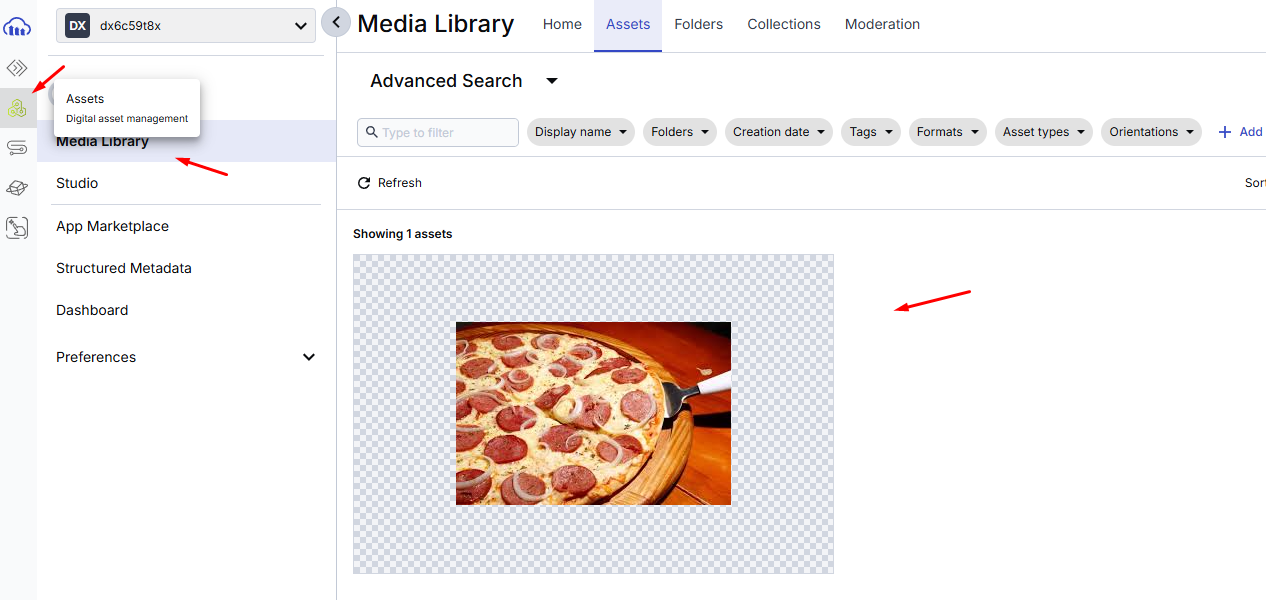 DX dx6c59t8x
Media Library Home Assets Folders Collections Moderation
Advanced Search
Assets
Digital asset management
Type to filter Display name Folders Creation date Tags Formats Asset types Orientations Add
Media Library
Studio
Refresh Sort
App Marketplace
Showing 1 assets
Structured Metadata
Dashboard
Preferences